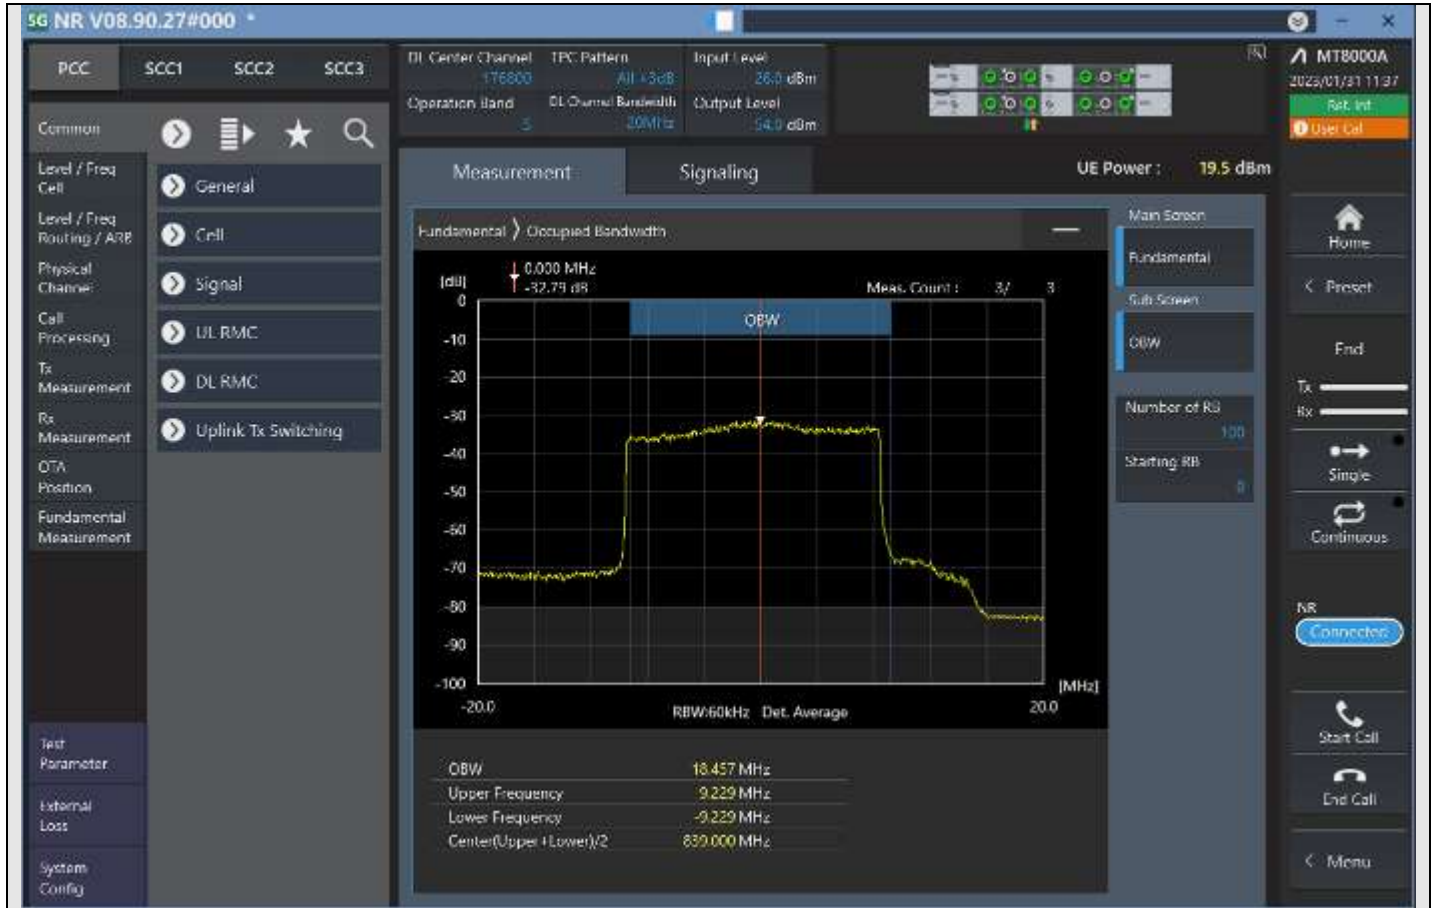 SG NR V08.90.27#000 *
PCC SCC1 SCC2 SCC3
DL Center Channel 176800
TPC Pattern All +3dB
Input Level 26.0 dBm
Operation Band 5
DL Channel Bandwidth 20MHz
Output Level -54.0 dBm
MT8000A
2023/01/31 11:37
Ref. Int
User Cal
Common
Level / Freq
Cell
Level / Freq
Routing / ARB
Physical
Channel
Call
Processing
Tx
Measurement
Rx
Measurement
OTA
Position
Fundamental
Measurement
Test
Parameter
External
Loss
System
Config
General
Cell
Signal
UL RMC
DL RMC
Uplink Tx Switching
Measurement Signaling
UE Power : 19.5 dBm
Fundamental Occupied Bandwidth
0.000 MHz
[dB] -32.79 dB Meas. Count : 3/ 3
OBW
0
-10
-20
-30
-40
-50
-60
-70
-80
-90
-100
[MHz]
-20.0 RBW:60kHz Det. Average 20.0
OBW 18.457 MHz
Upper Frequency 9.229 MHz
Lower Frequency -9.229 MHz
Center(Upper+Lower)/2 839.000 MHz
Main Screen
Fundamental
Sub Screen
OBW
Number of RB
100
Starting RB
0
Home
< Preset
End
Tx
Rx
Single
Continuous
NR
Connected
Start Call
End Call
< Menu